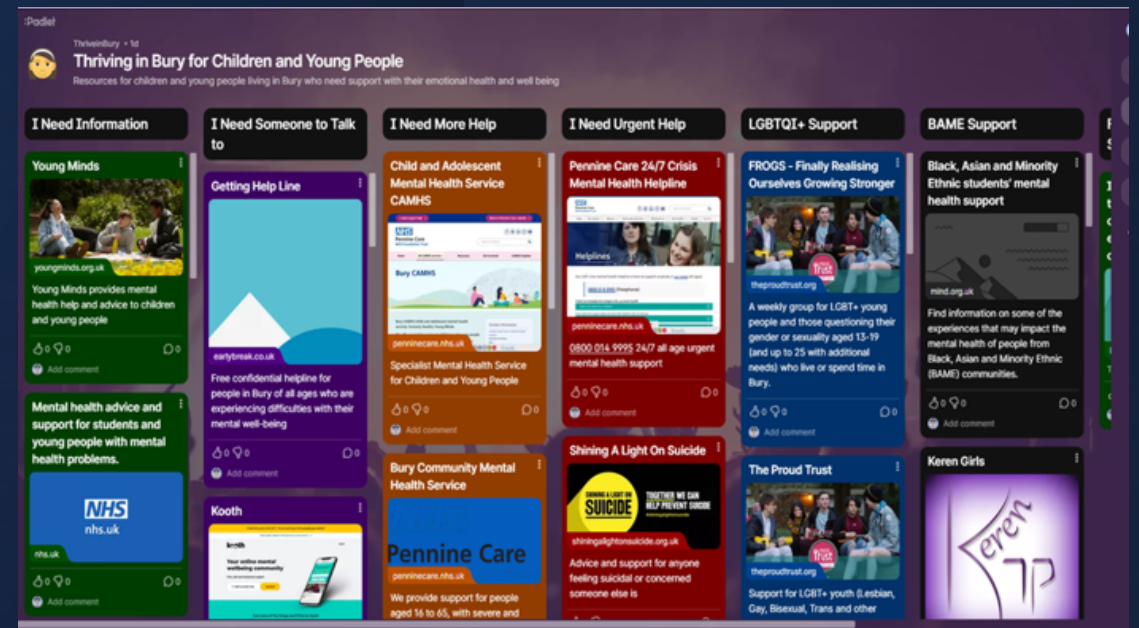 :Padlet
ThriveinBury • 1d
Thriving in Bury for Children and Young People
Resources for children and young people living in Bury who need support with their emotional health and well being
I Need Information
Young Minds
youngminds.org.uk
Young Minds provides mental
health help and advice to children
and young people
0 0 0
Add comment
Mental health advice and
support for students and
young people with mental
health problems.
NHS
nhs.uk
nhs.uk
0 0 0
Add comment
I Need Someone to Talk
to
Getting Help Line
earlybreak.co.uk
Free confidential helpline for
people in Bury of all ages who are
experiencing difficulties with their
mental well-being
0 0 0
Add comment
Kooth
kooth
Your online mental
wellbeing community
I Need More Help
Child and Adolescent
Mental Health Service
CAMHS
NHS
Pennine Care
Bury CAMHS
penninecare.nhs.uk
Specialist Mental Health Service
for Children and Young People
0 0 0
Add comment
Bury Community Mental
Health Service
Pennine Care
penninecare.nhs.uk
We provide support for people
aged 16 to 65, with severe and
I Need Urgent Help
Pennine Care 24/7 Crisis
Mental Health Helpline
Helplines
penninecare.nhs.uk
0800 014 9995 24/7 all age urgent
mental health support
0 0 0
Add comment
Shining A Light On Suicide
SHINING A LIGHT ON
SUICIDE
TOGETHER WE CAN
HELP PREVENT SUICIDE
#shiningalightonsuicide
shiningalightonsuicide.org.uk
Advice and support for anyone
feeling suicidal or concerned
someone else is
LGBTQI+ Support
FROGS - Finally Realising
Ourselves Growing Stronger
Trust
theproudtrust.org
A weekly group for LGBT+ young
people and those questioning their
gender or sexuality aged 13-19
(and up to 25 with additional
needs) who live or spend time in
Bury.
0 0 0
Add comment
The Proud Trust
Trust
theproudtrust.org
Support for LGBT+ youth (Lesbian,
Gay, Bisexual, Trans and other
BAME Support
Black, Asian and Minority
Ethnic students' mental
health support
mind.org.uk
Find information on some of the
experiences that may impact the
mental health of people from
Black, Asian and Minority Ethnic
(BAME) communities.
0 0 0
Add comment
Keren Girls
Keren
קרן